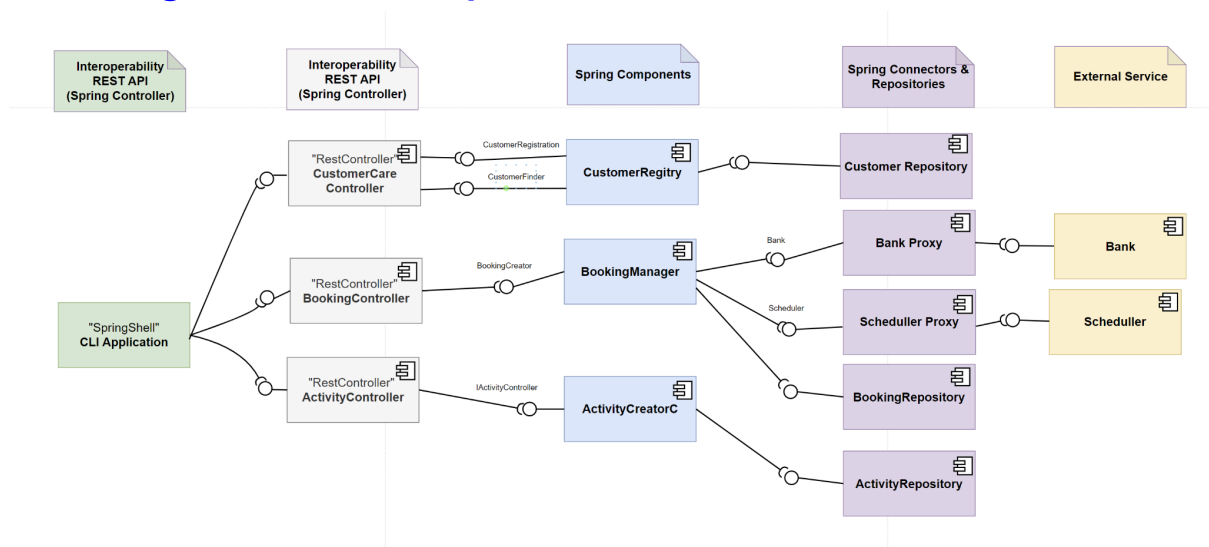 Interoperability
REST API
(Spring Controller)
Interoperability
REST API
(Spring Controller)
Spring Components
Spring Connectors &
Repositories
External Service
"RestController"
CustomerCare
Controller
CustomerRegistration
CustomerFinder
CustomerRegitry
Customer Repository
"RestController"
BookingController
BookingCreator
BookingManager
Bank
Bank Proxy
Bank
Scheduler
Scheduller Proxy
Scheduller
"SpringShell"
CLI Application
"RestController"
ActivityController
IActivityController
ActivityCreatorC
BookingRepository
ActivityRepository